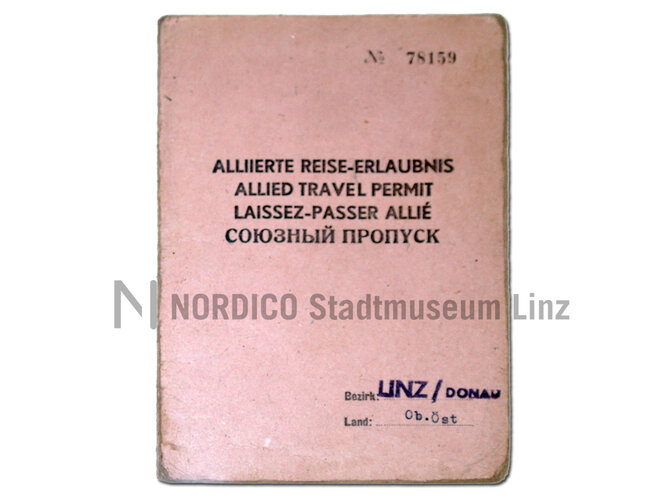 № 78159
ALLIIERTE REISE-ERLAUBNIS
ALLIED TRAVEL PERMIT
LAISSEZ-PASSER ALLIÉ
СОЮЗНЫЙ ПРОПУСК
N NORDICO Stadtmuseum Linz
Bezirk: LINZ / DONAU
Land: Ob.Öst